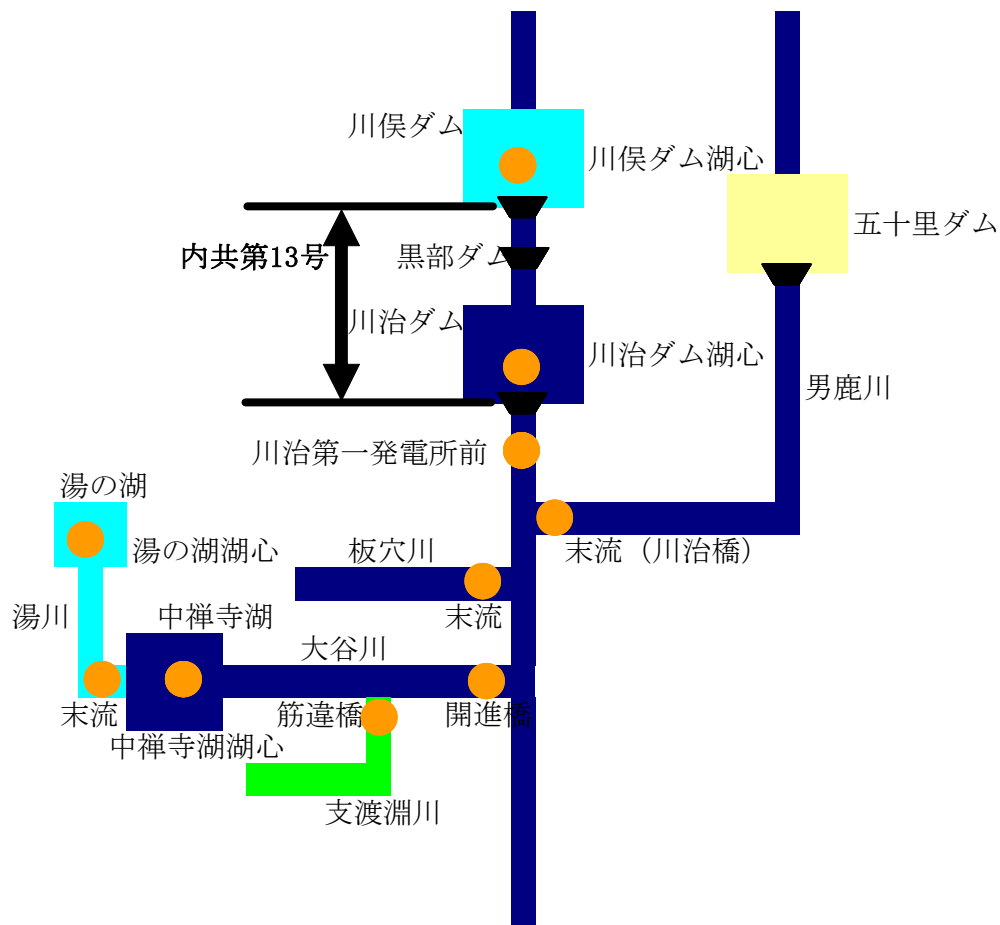 川俣ダム
川俣ダム湖心
五十里ダム
内共第13号
黒部ダム
川治ダム
川治ダム湖心
男鹿川
川治第一発電所前
湯の湖
湯の湖湖心
板穴川
末流（川治橋）
湯川
中禅寺湖
末流
大谷川
末流
筋違橋
開進橋
中禅寺湖湖心
支渡淵川